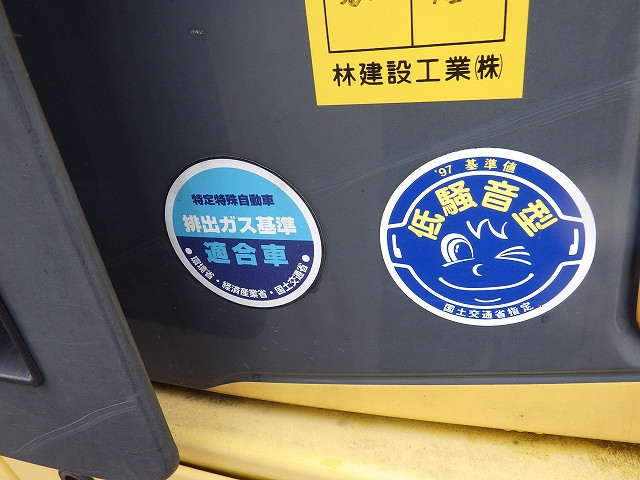 林建設工業㈱
特定特殊自動車
排出ガス基準
適合車
●環境省・経済産業省・国土交通省●
'97 基準値
低騒音型
国土交通省指定